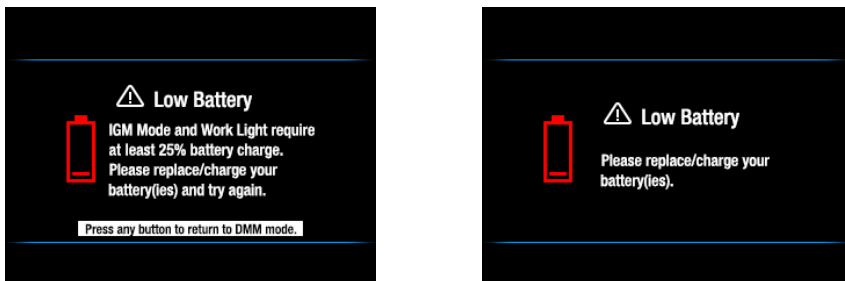 Low Battery
IGM Mode and Work Light require
at least 25% battery charge.
Please replace/charge your
battery(ies) and try again.
Press any button to return to DMM mode.
Low Battery
Please replace/charge your
battery(ies).